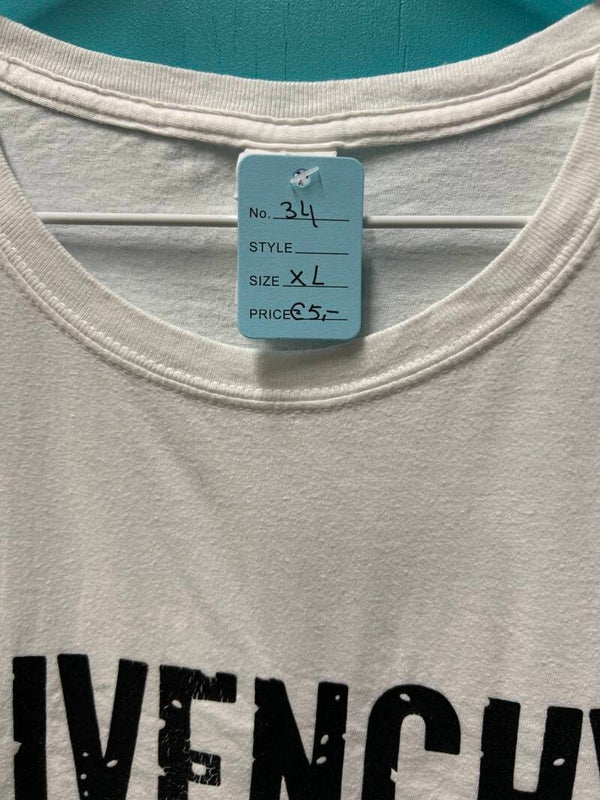 No. 34
STYLE
SIZE XL
PRICE €5,-
IVENCHY